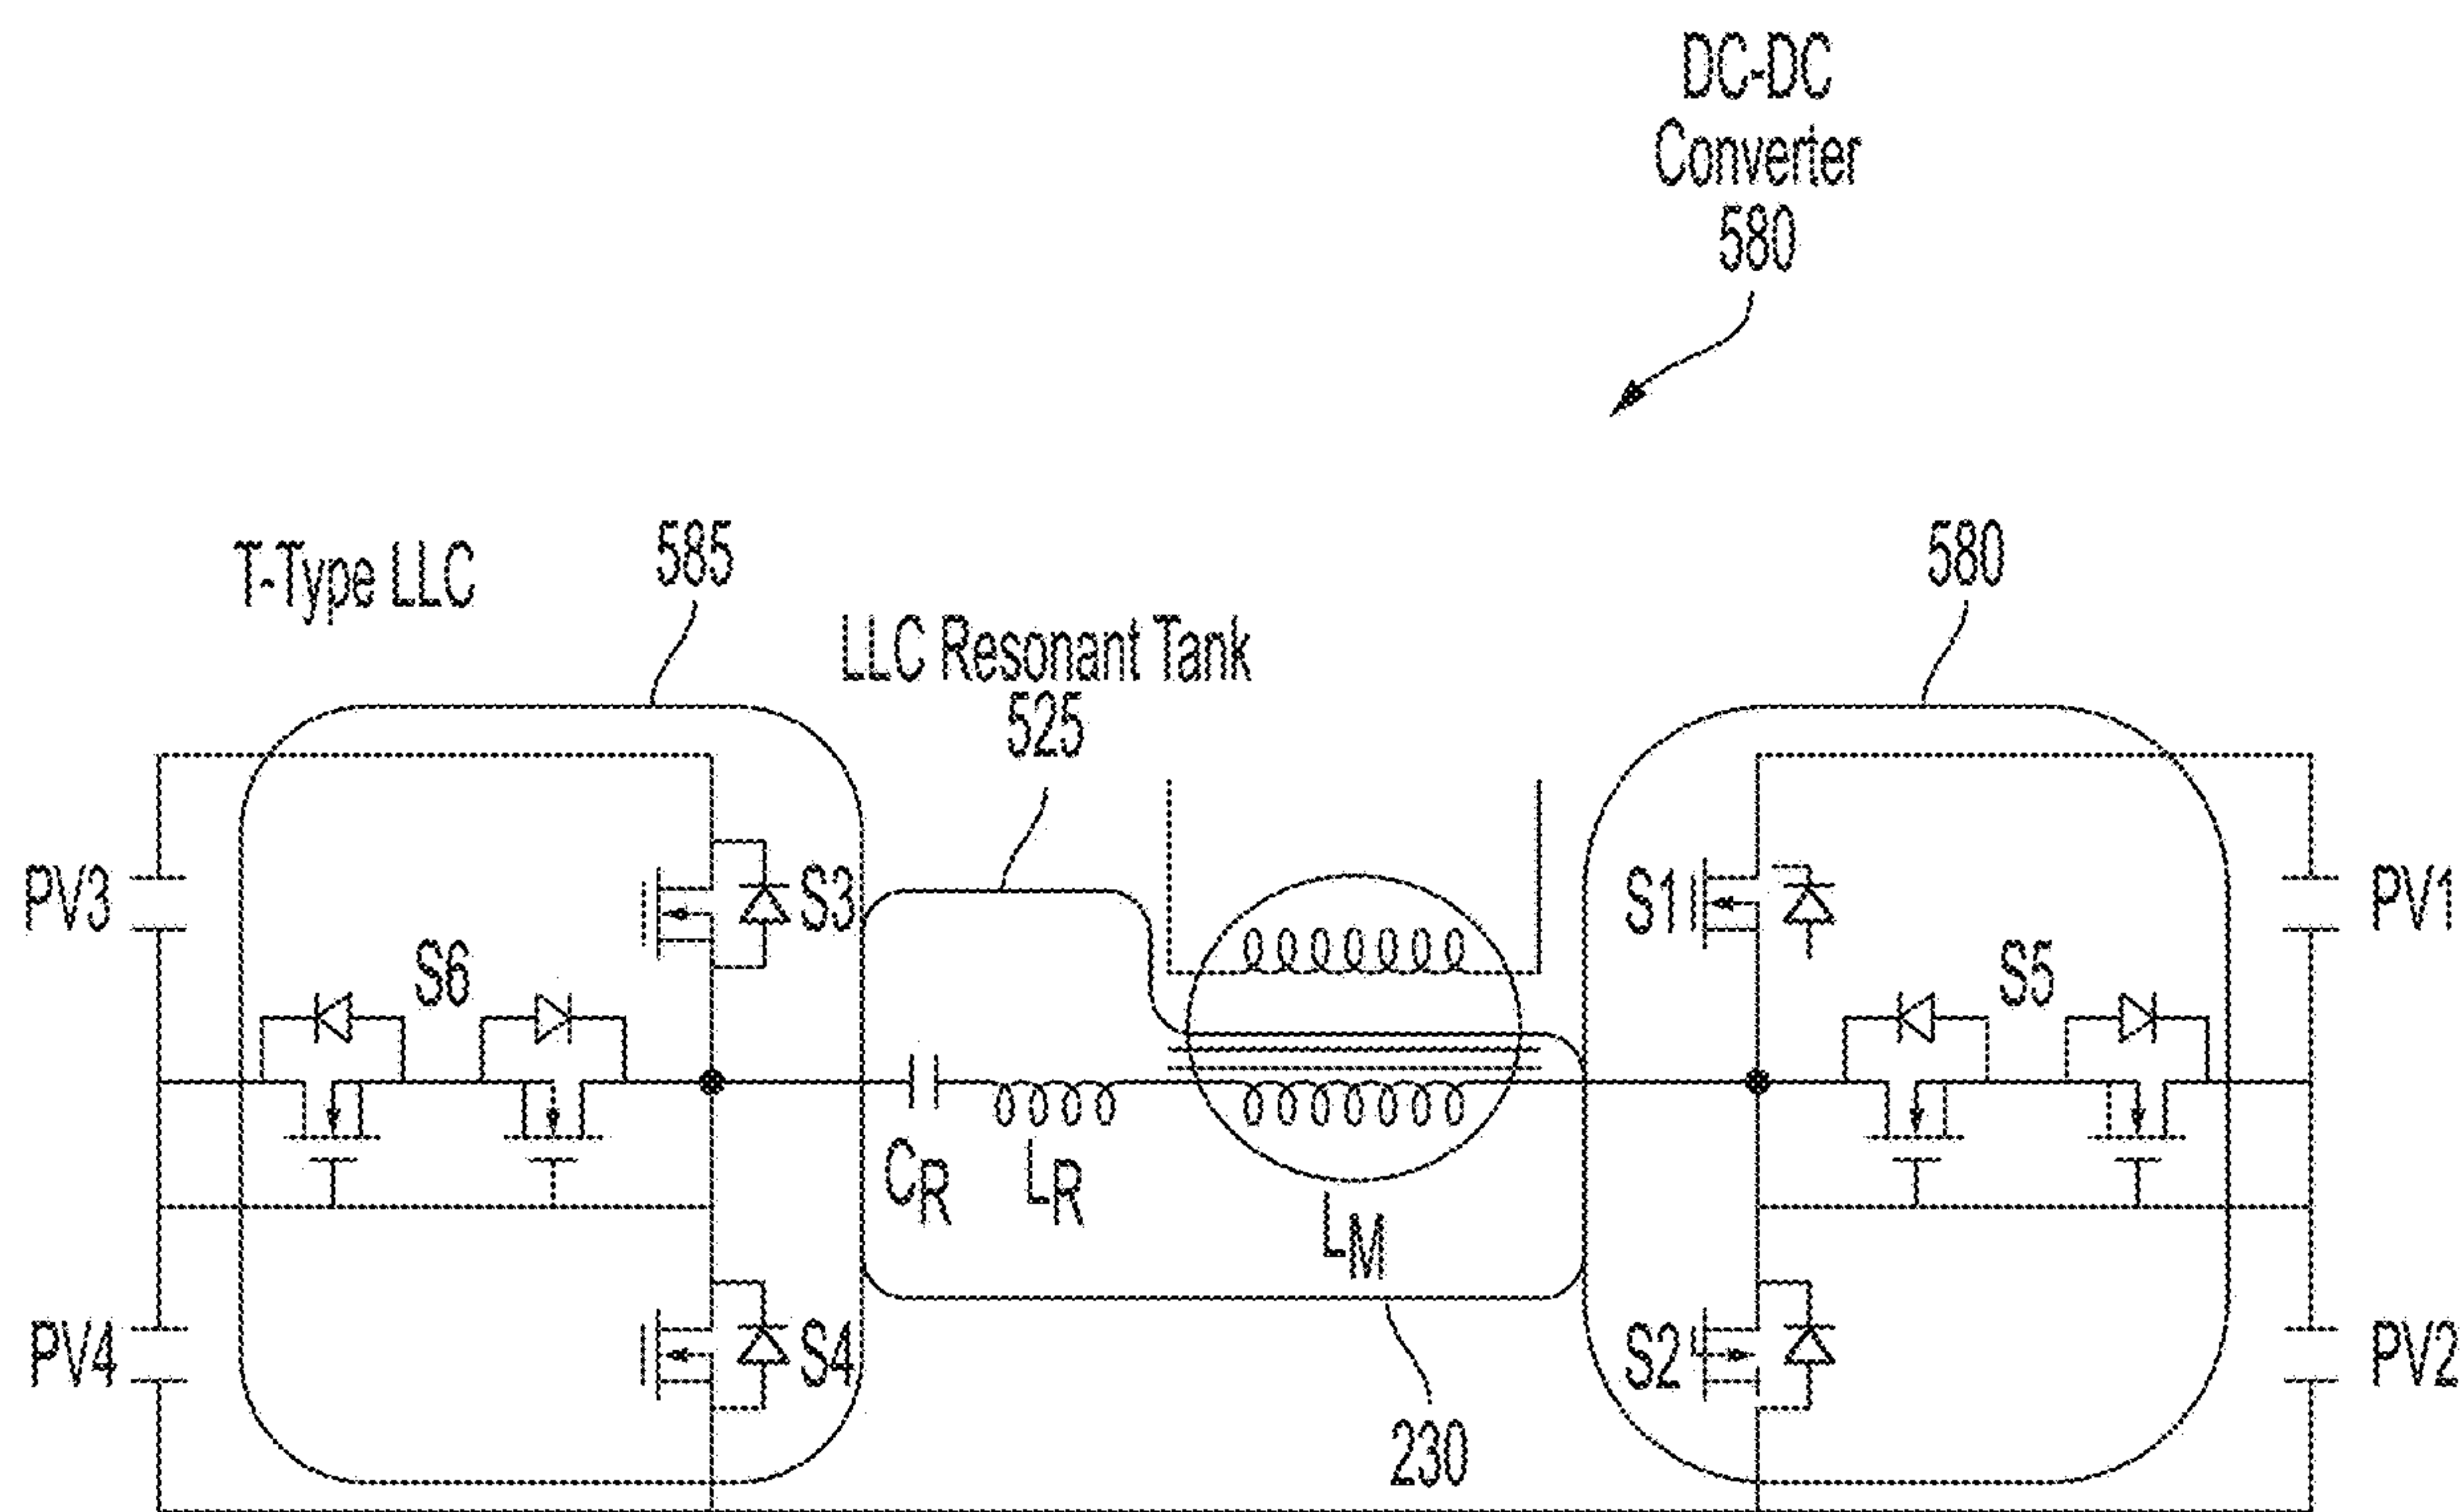 DC-DC
Converter
580
T-Type LLC
585
580
LLC Resonant Tank
525
PV3
S3
S1
PV1
S6
S5
CR
LR
LM
PV4
S4
S2
PV2
230